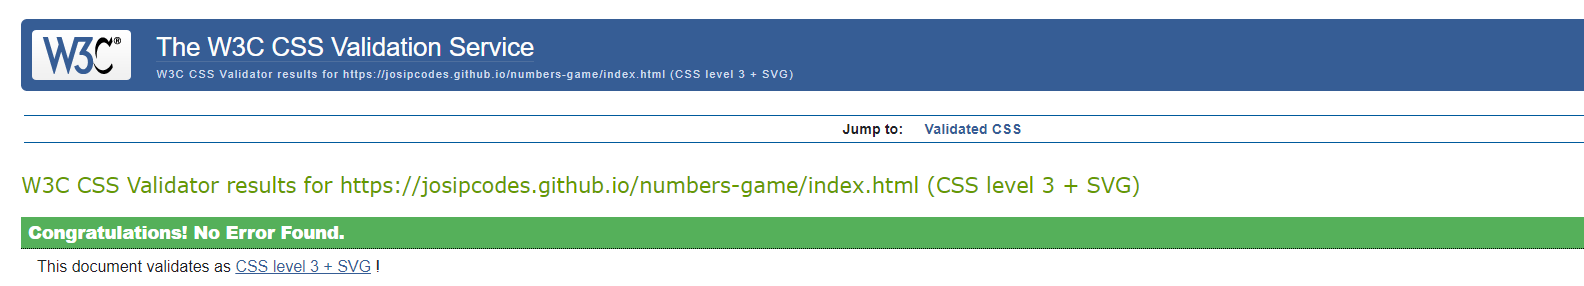 W3C®
The W3C CSS Validation Service
W3C CSS Validator results for https://josipcodes.github.io/numbers-game/index.html (CSS level 3 + SVG)
Jump to: Validated CSS
W3C CSS Validator results for https://josipcodes.github.io/numbers-game/index.html (CSS level 3 + SVG)
Congratulations! No Error Found.
This document validates as CSS level 3 + SVG !